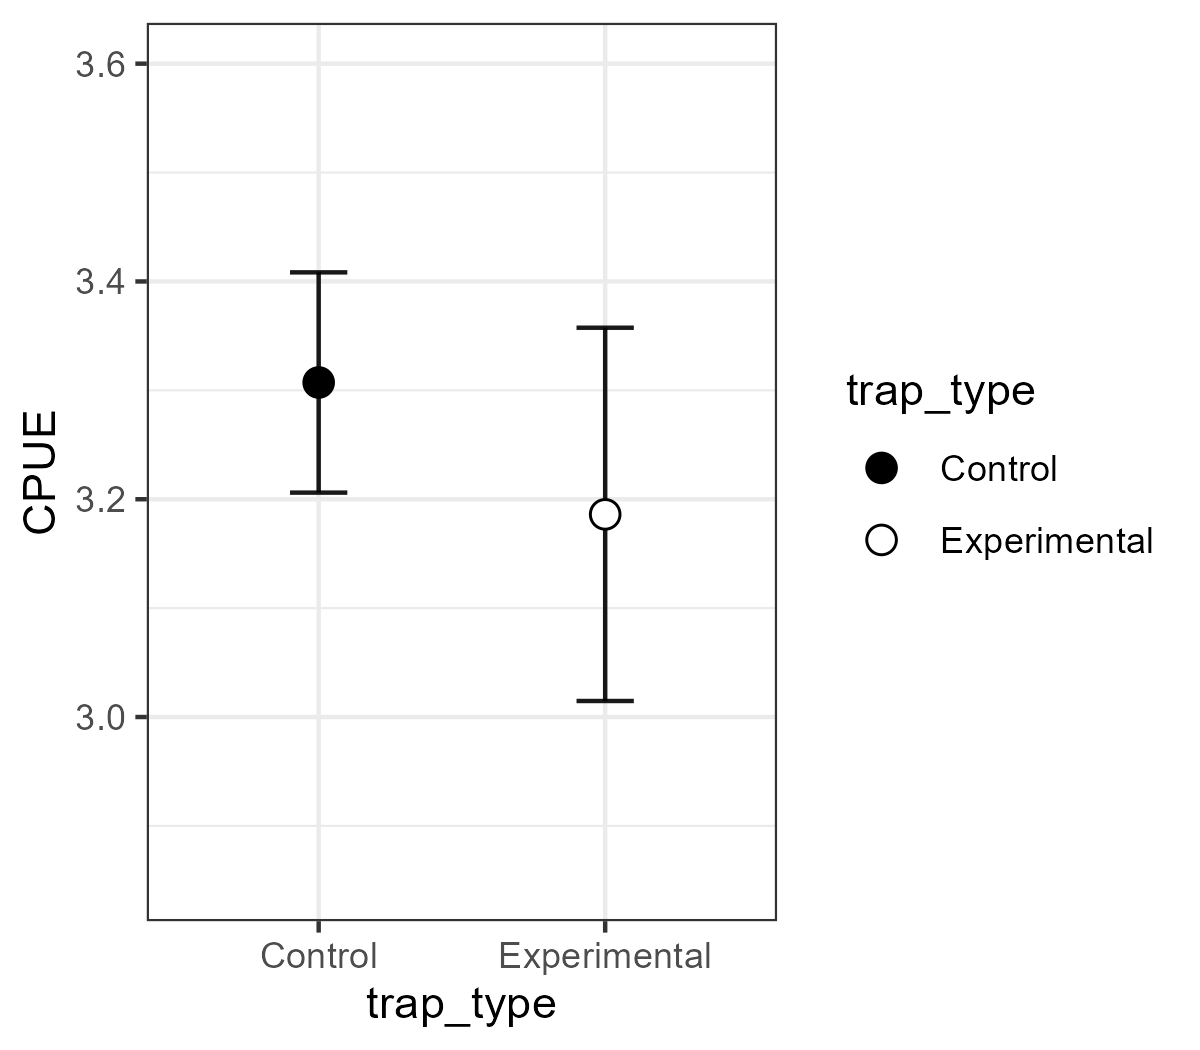 CPUE
3.6
3.4
3.2
3.0
Control Experimental
trap_type
trap_type
Control
Experimental